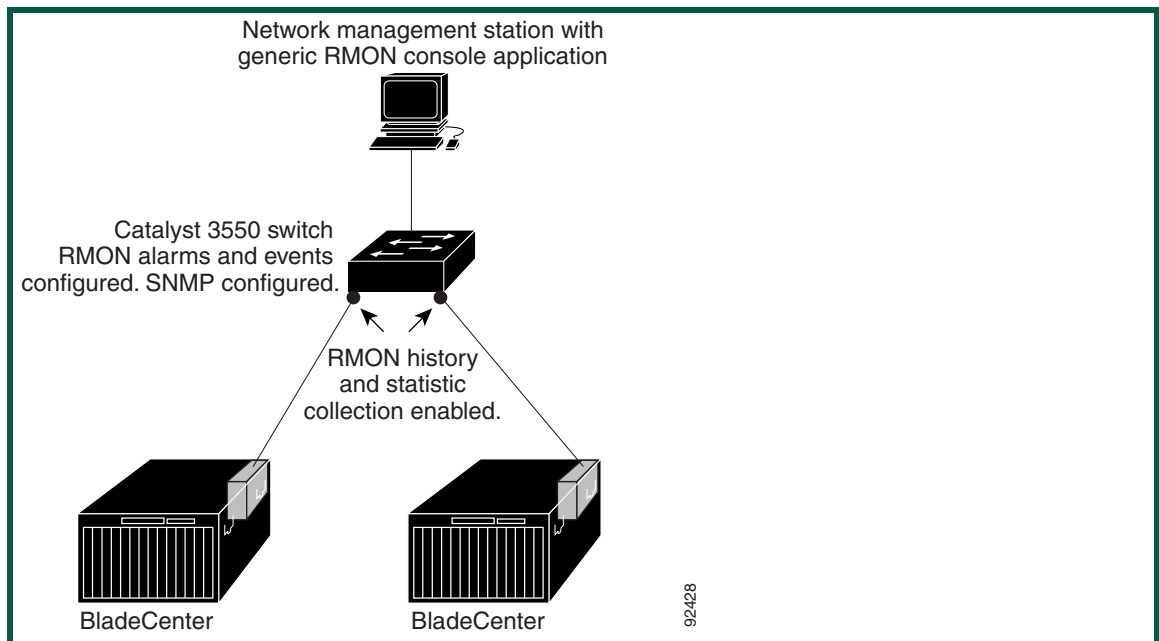 Network management station with
generic RMON console application
Catalyst 3550 switch
RMON alarms and events
configured. SNMP configured.
RMON history
and statistic
collection enabled.
BladeCenter
BladeCenter
92428